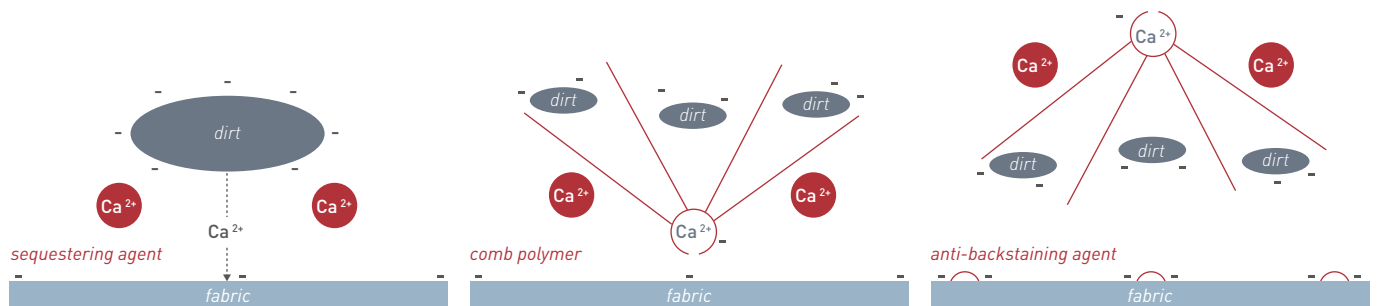 dirt
Ca 2+
Ca 2+
Ca 2+
sequestering agent
fabric
dirt
dirt
dirt
Ca 2+
Ca 2+
Ca 2+
comb polymer
fabric
Ca 2+
Ca 2+
Ca 2+
dirt
dirt
dirt
anti-backstaining agent
fabric